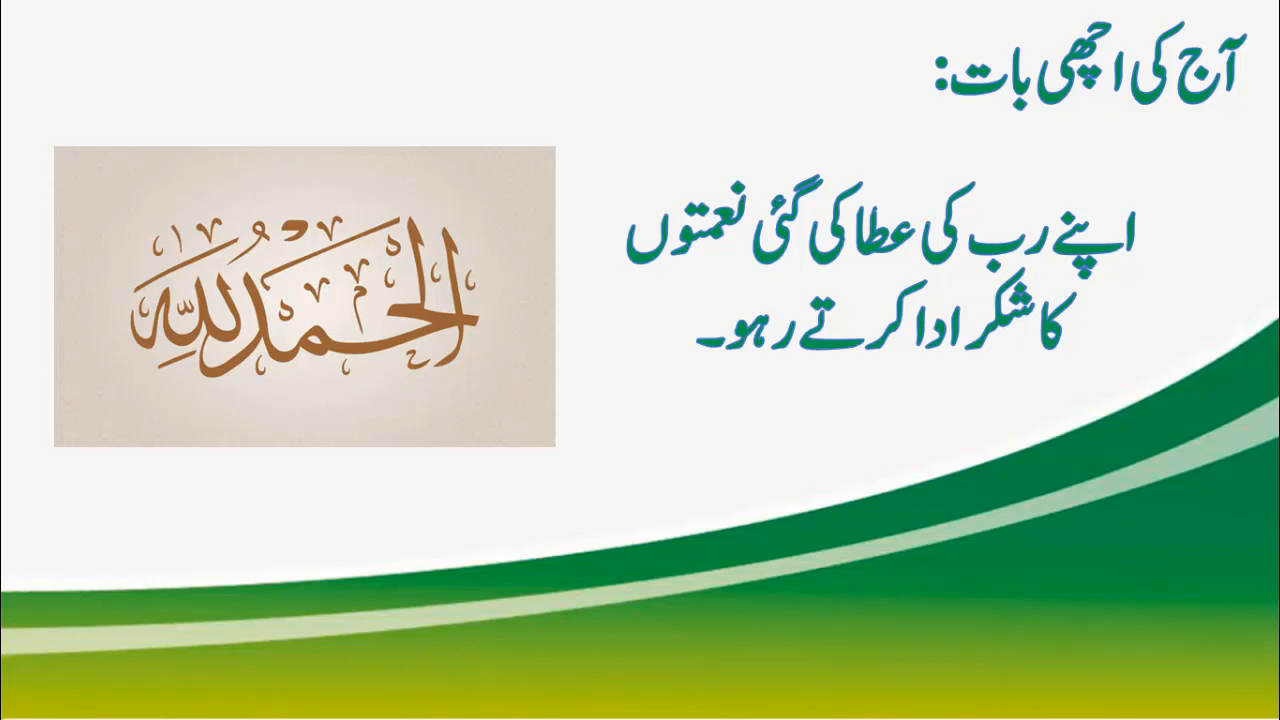 آج کی اچھی بات:
اپنے رب کی عطا کی گئی نعمتوں
کا شکر ادا کرتے رہو۔
الحمد لله